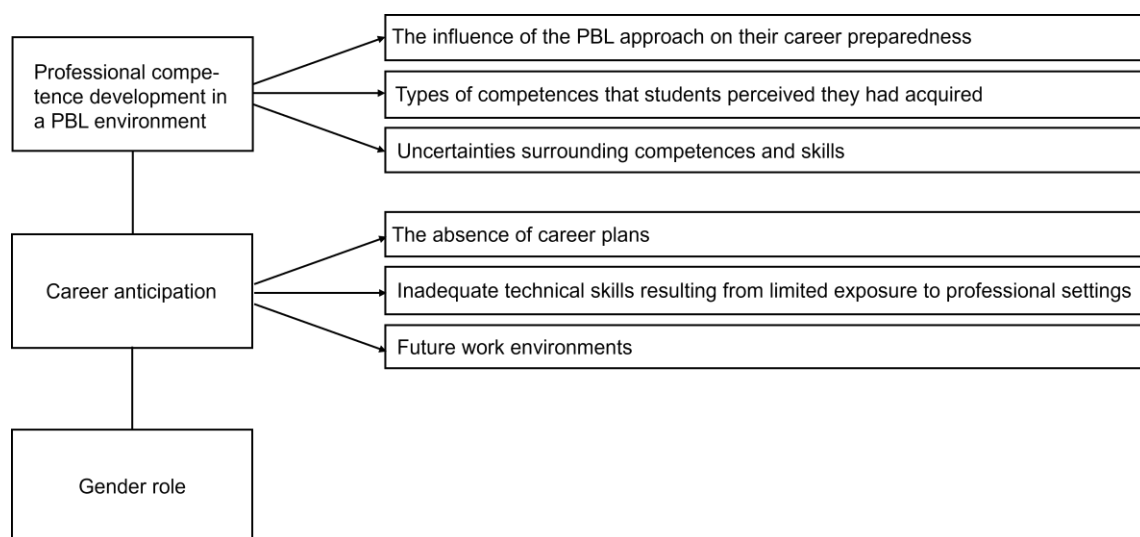 The influence of the PBL approach on their career preparedness
Professional compe-
tence development in
a PBL environment
Types of competences that students perceived they had acquired
Uncertainties surrounding competences and skills
The absence of career plans
Career anticipation
Inadequate technical skills resulting from limited exposure to professional settings
Future work environments
Gender role